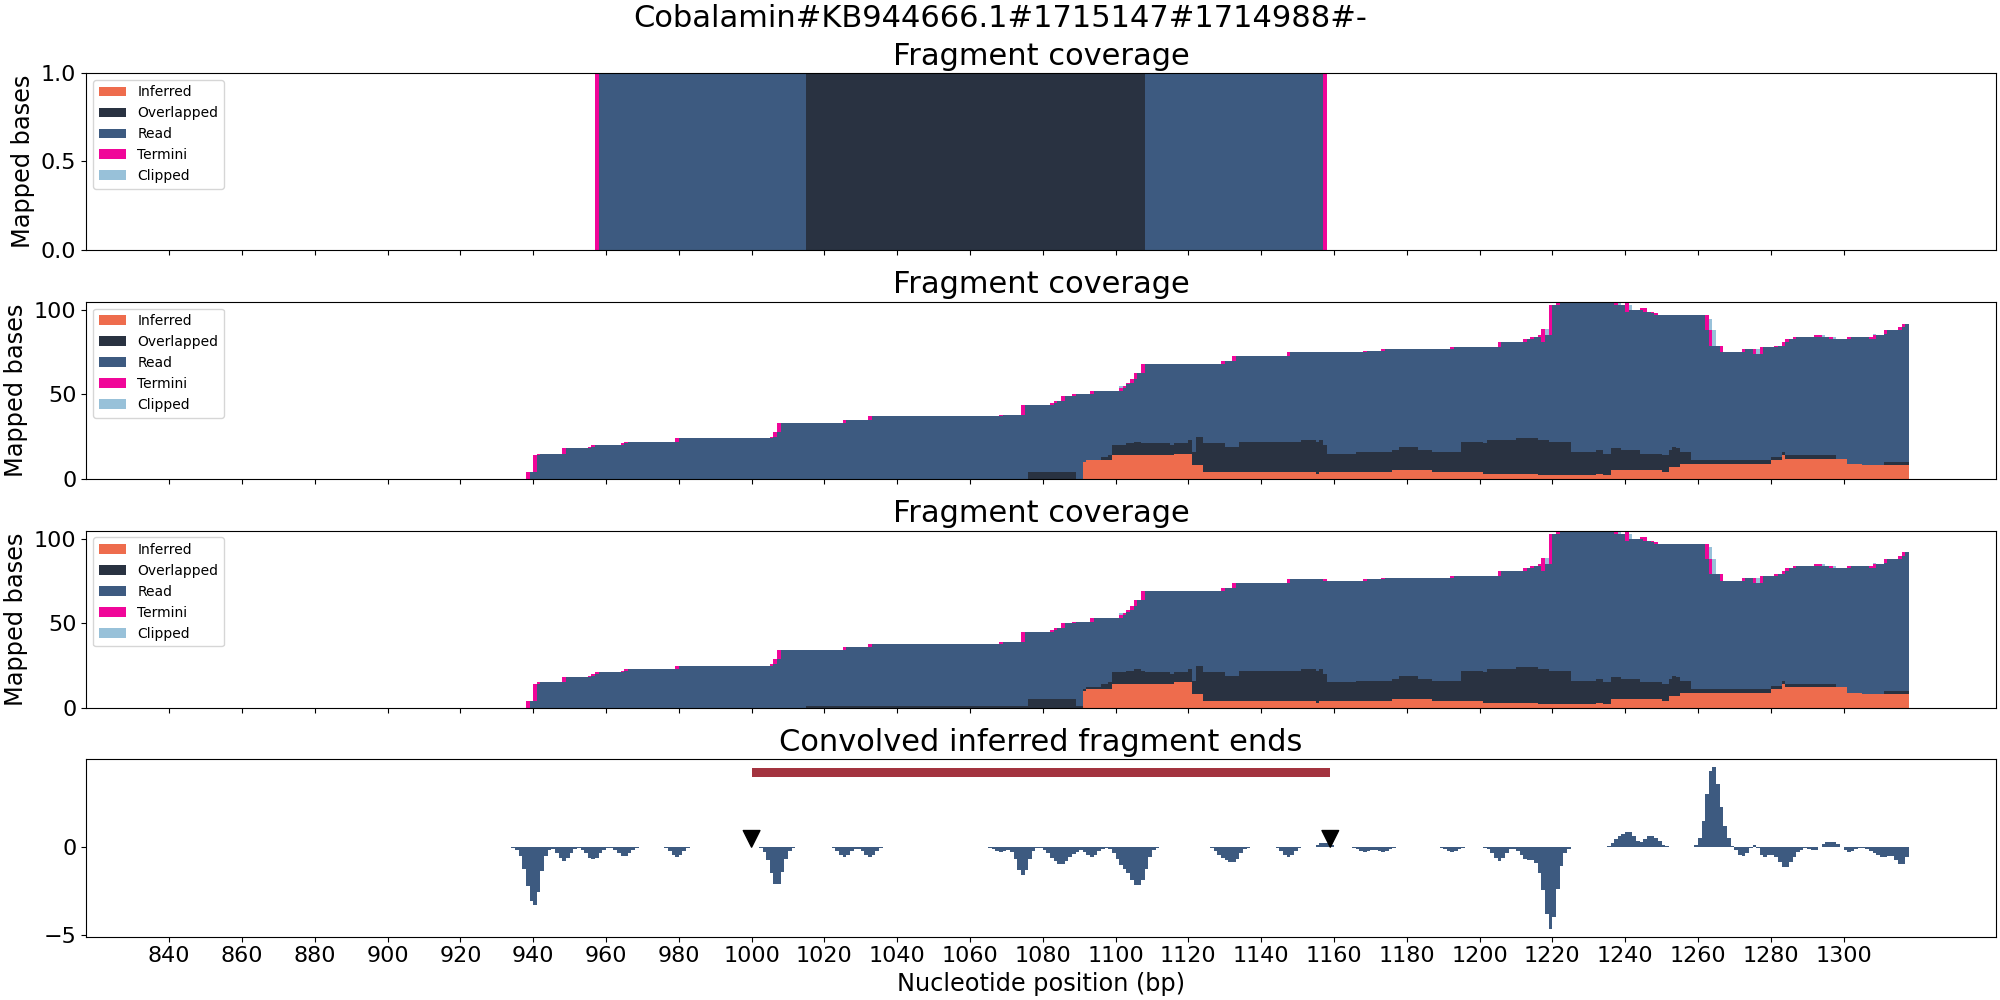 Cobalamin#KB944666.1#1715147#1714988#-
Fragment coverage
Mapped bases
1.0
0.5
0.0
Inferred
Overlapped
Read
Termini
Clipped
Fragment coverage
Mapped bases
100
50
0
Inferred
Overlapped
Read
Termini
Clipped
Fragment coverage
Mapped bases
100
50
0
Inferred
Overlapped
Read
Termini
Clipped
Convolved inferred fragment ends
0
−5
840 860 880 900 920 940 960 980 1000 1020 1040 1060 1080 1100 1120 1140 1160 1180 1200 1220 1240 1260 1280 1300
Nucleotide position (bp)